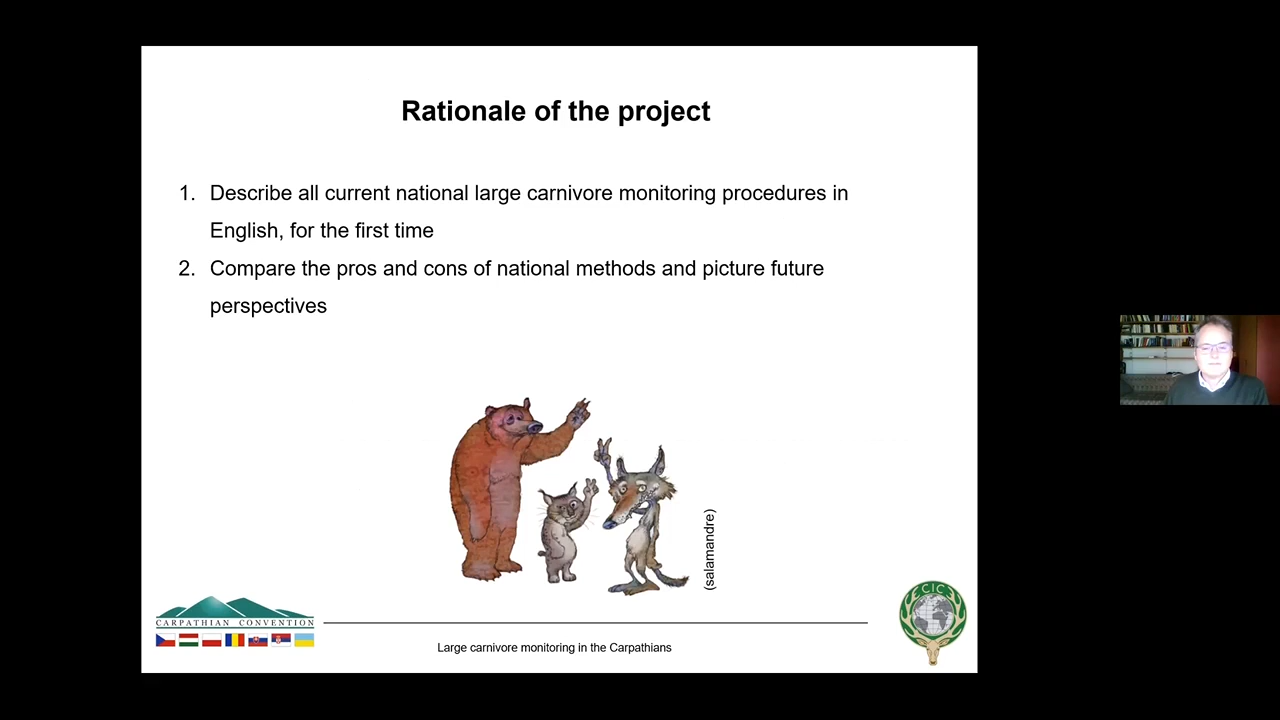 Rationale of the project
1. Describe all current national large carnivore monitoring procedures in
English, for the first time
2. Compare the pros and cons of national methods and picture future
perspectives
(salamandre)
CARPATHIAN CONVENTION
Large carnivore monitoring in the Carpathians
CIC